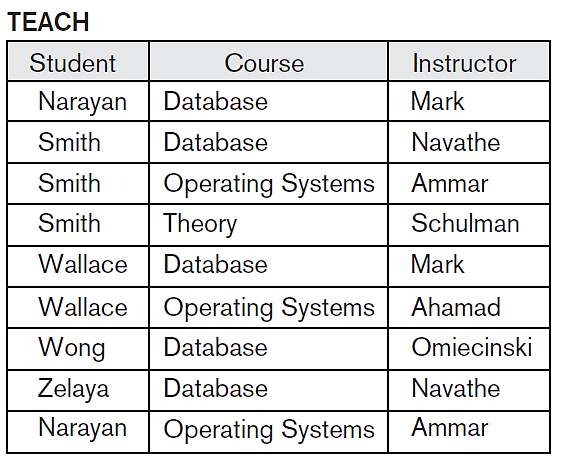 TEACH
Student Course Instructor
Narayan Database Mark
Smith Database Navathe
Smith Operating Systems Ammar
Smith Theory Schulman
Wallace Database Mark
Wallace Operating Systems Ahamad
Wong Database Omiecinski
Zelaya Database Navathe
Narayan Operating Systems Ammar